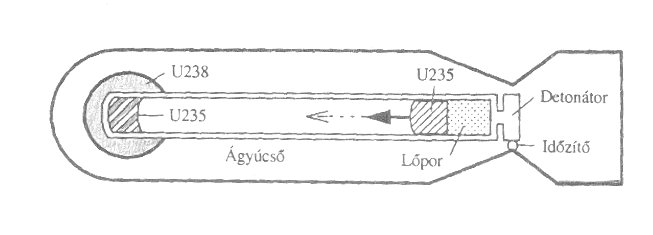 U238
U235
U235
Detonátor
Időzítő
Lőpor
Ágyúcső